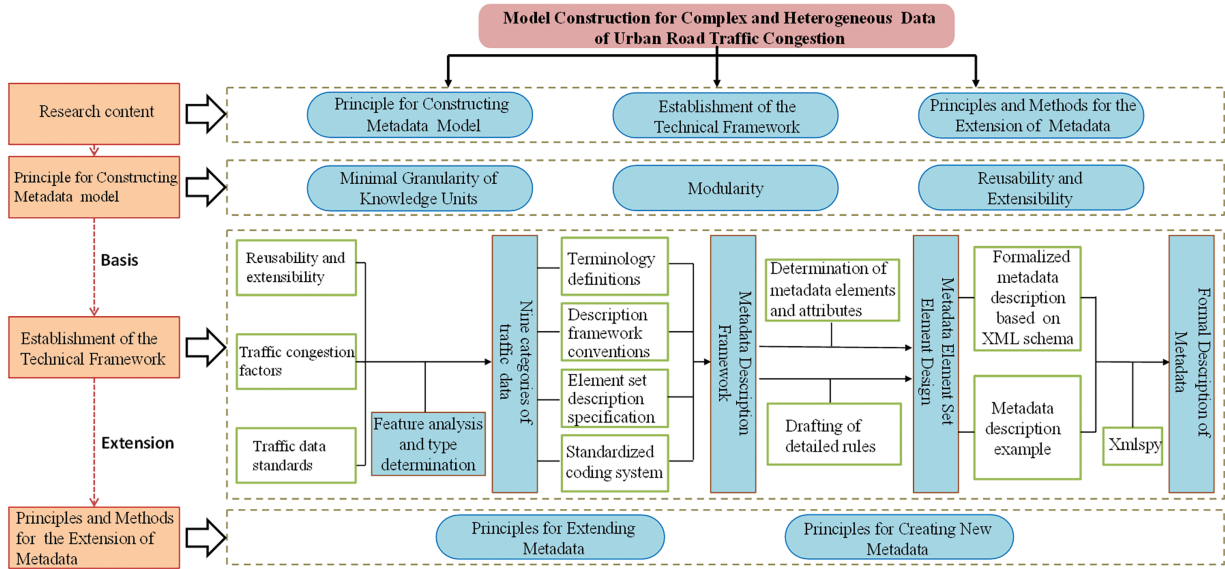 Model Construction for Complex and Heterogeneous Data
of Urban Road Traffic Congestion
Research content
Principle for Constructing
Metadata Model
Establishment of the
Technical Framework
Principles and Methods for the
Extension of Metadata
Principle for Constructing
Metadata model
Minimal Granularity of
Knowledge Units
Modularity
Reusability and
Extensibility
Basis
Establishment of the
Technical Framework
Reusability and
extensibility
Traffic congestion
factors
Traffic data
standards
Feature analysis
and type
determination
Nine categories of
traffic data
Terminology
definitions
Description
framework
conventions
Element set
description
specification
Standardized
coding system
Metadata Description
Framework
Determination of
metadata elements
and attributes
Drafting of
detailed rules
Metadata Element Set
Element Design
Formalized
metadata
description
based on
XML schema
Metadata
description
example
Xmlspy
Formal Description of
Metadata
Extension
Principles and Methods
for the Extension of
Metadata
Principles for Extending
Metadata
Principles for Creating New
Metadata